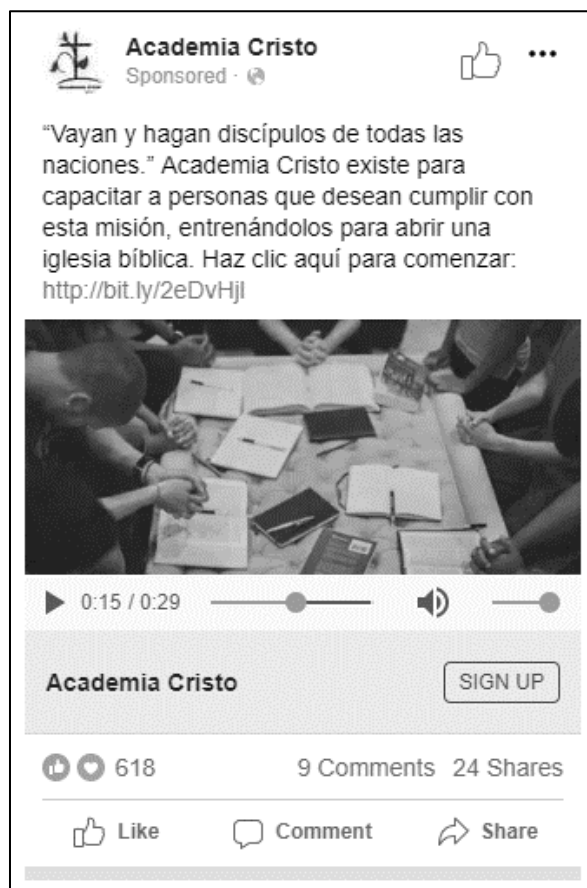 Academia Cristo
Sponsored ·
“Vayan y hagan discípulos de todas las
naciones.” Academia Cristo existe para
capacitar a personas que desean cumplir con
esta misión, entrenándolos para abrir una
iglesia bíblica. Haz clic aquí para comenzar:
http://bit.ly/2eDvHjl
0:15 / 0:29
Academia Cristo
SIGN UP
618
9 Comments 24 Shares
Like Comment Share